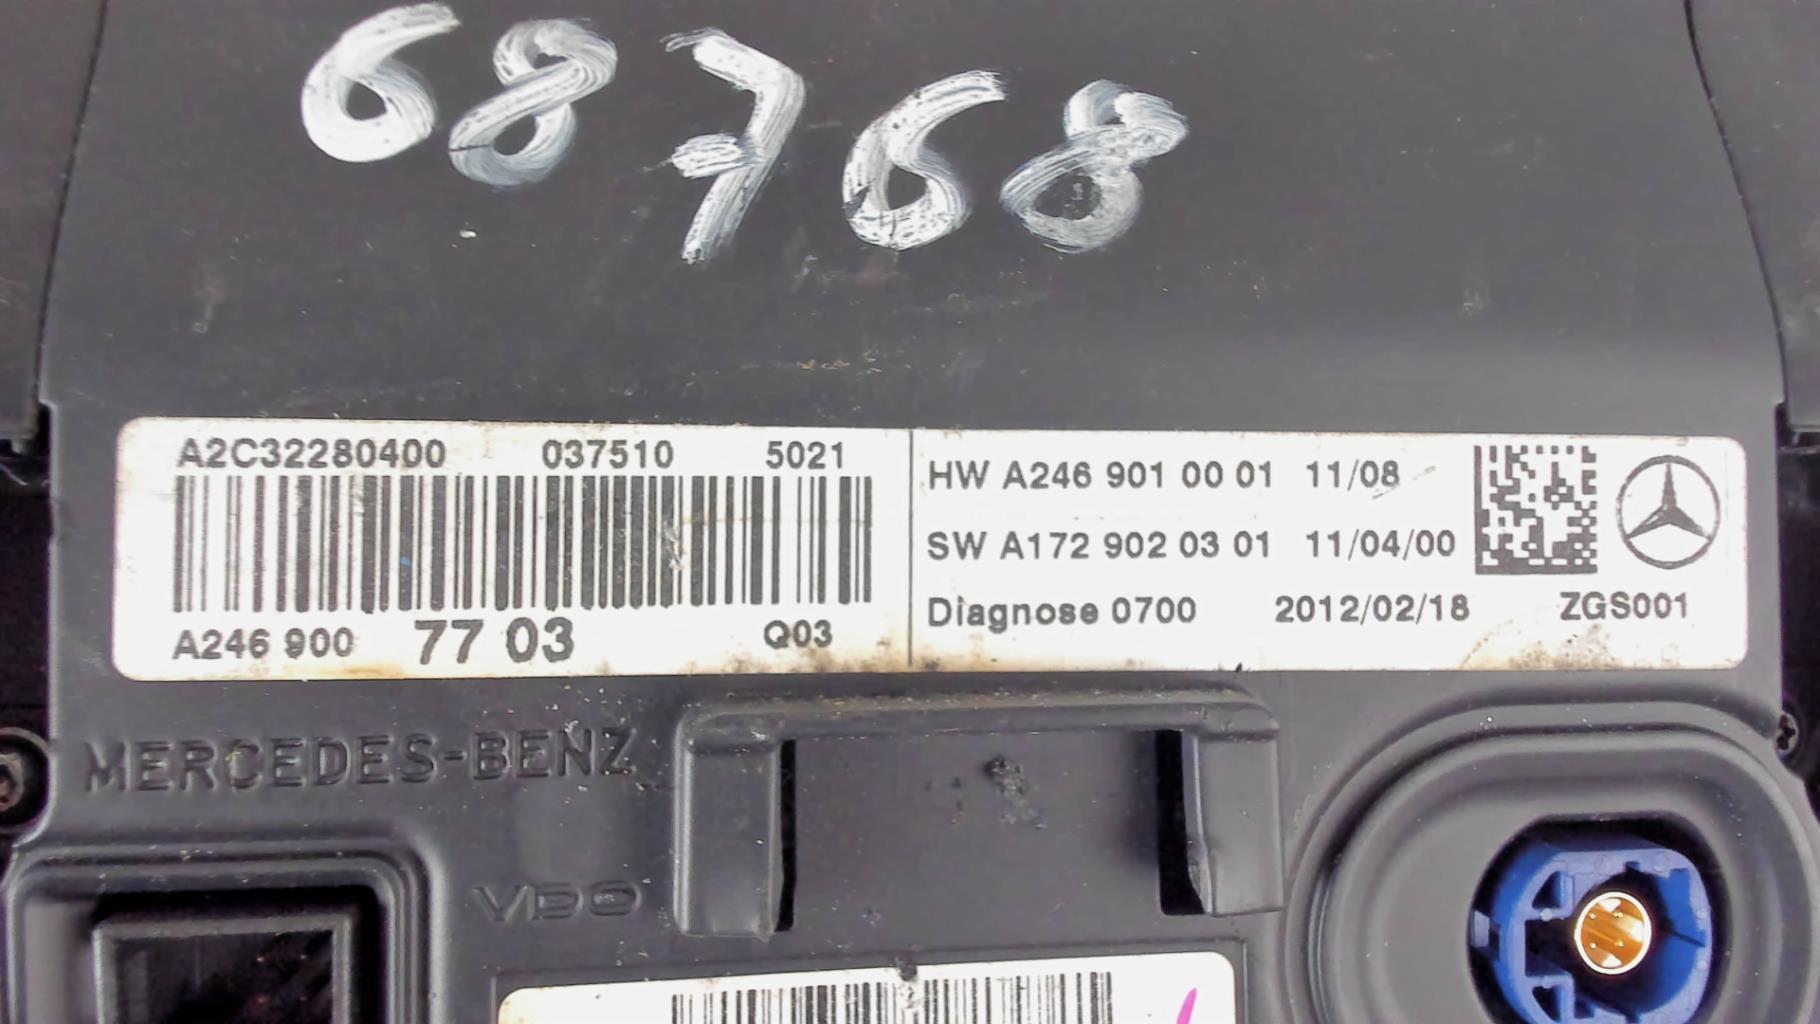 68768
A2C32280400 037510 5021
A246 900 77 03 Q03
HW A246 901 00 01 11/08
SW A172 902 03 01 11/04/00
Diagnose 0700 2012/02/18 ZGS001
MERCEDES-BENZ
VDO